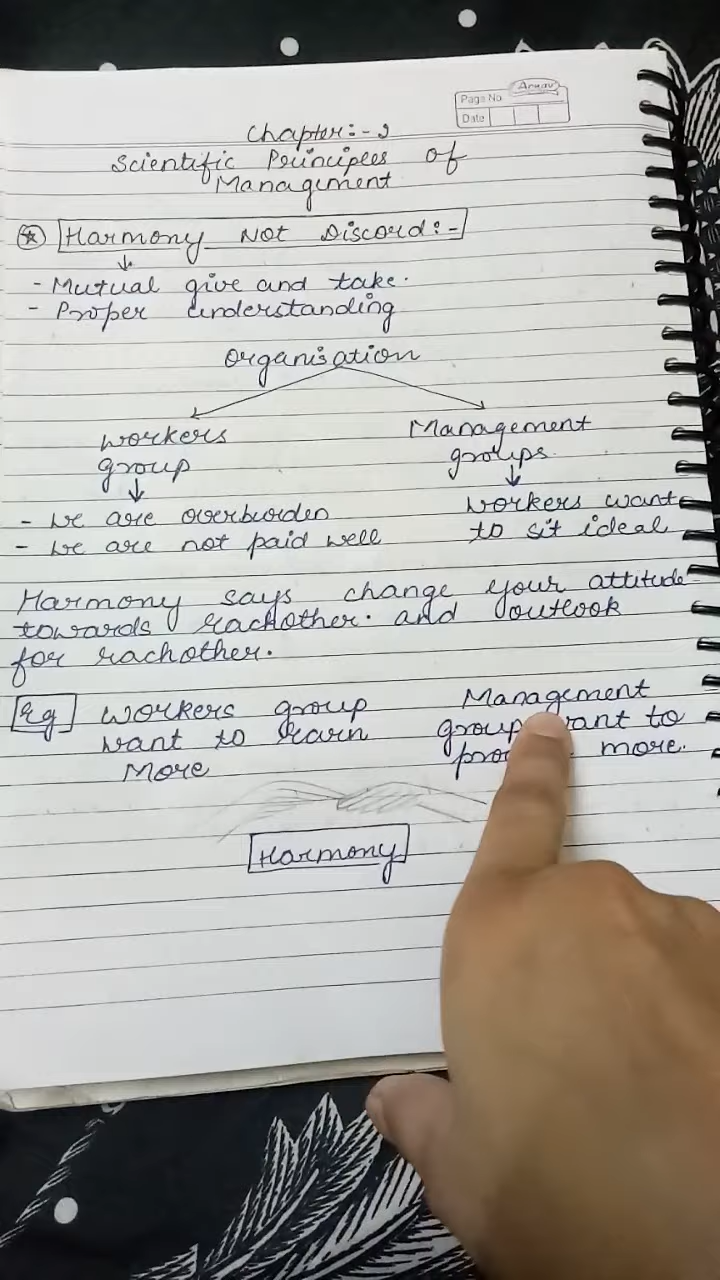 Arnav
Page No.
Date
Chapter:- 2
Scientific Principles of
Management
Harmony Not Discord:-
- Mutual give and take.
- Proper understanding
Organisation
workers
group
Management
groups.
- we are overburden
- we are not paid well
workers want
to sit ideal
Harmony says change your attitude
towards eachother. and outlook
for eachother.
Eg
workers group
want to earn
More
Management
group want to
more.
Harmony